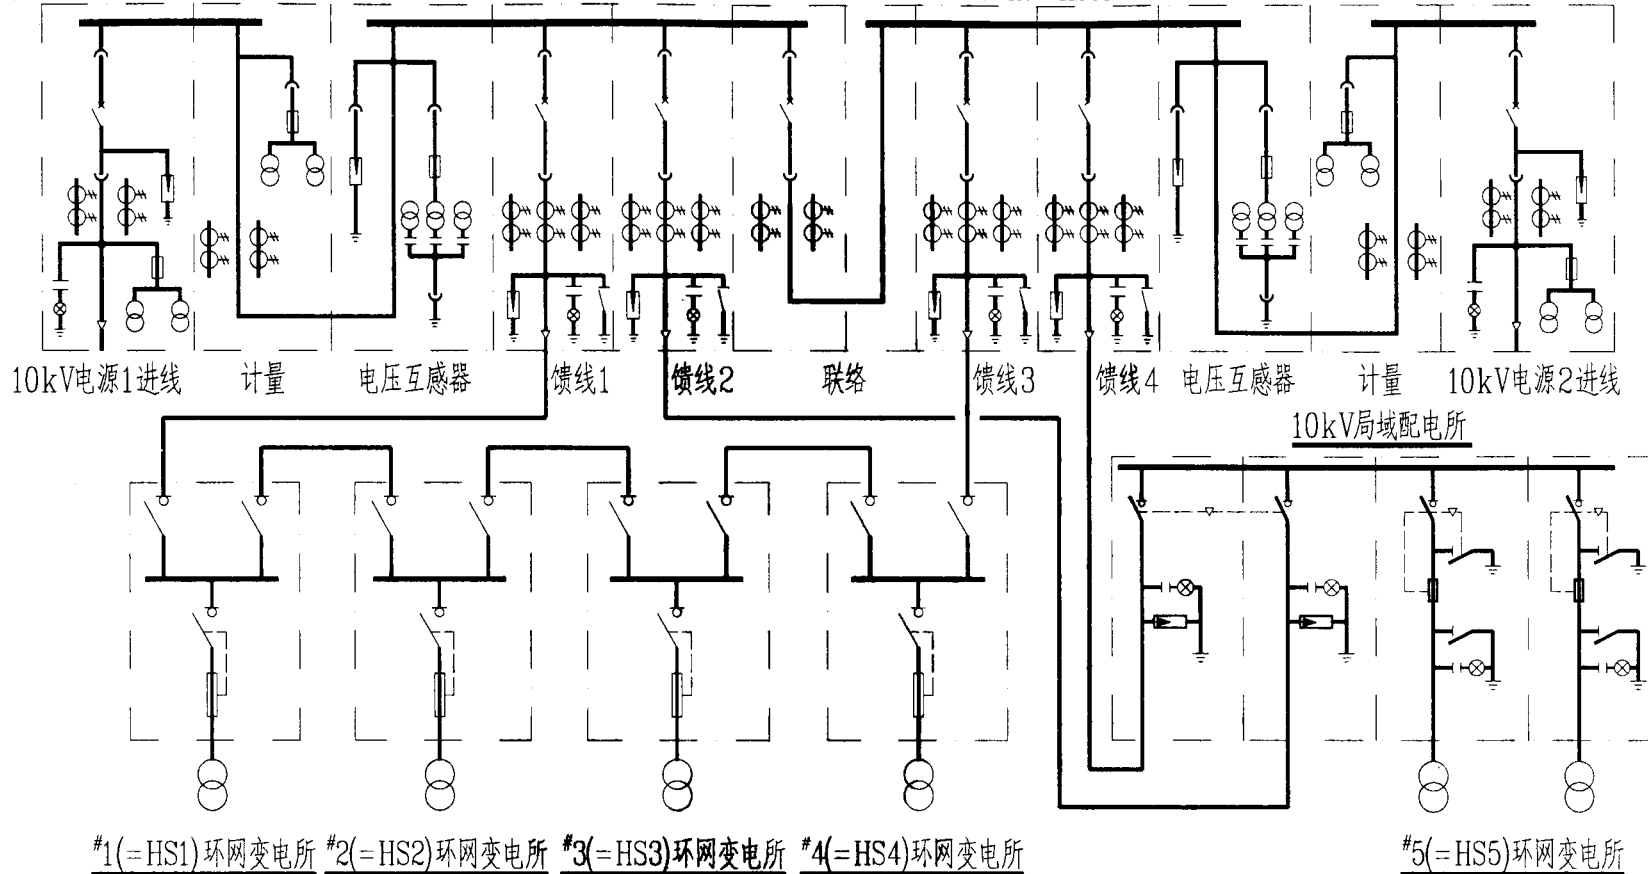 10kV电源1进线 计量 电压互感器 馈线1 馈线2 联络 馈线3 馈线4 电压互感器 计量 10kV电源2进线
10kV局域配电所
#1(=HS1)环网变电所 #2(=HS2)环网变电所 #3(=HS3)环网变电所 #4(=HS4)环网变电所 #5(=HS5)环网变电所